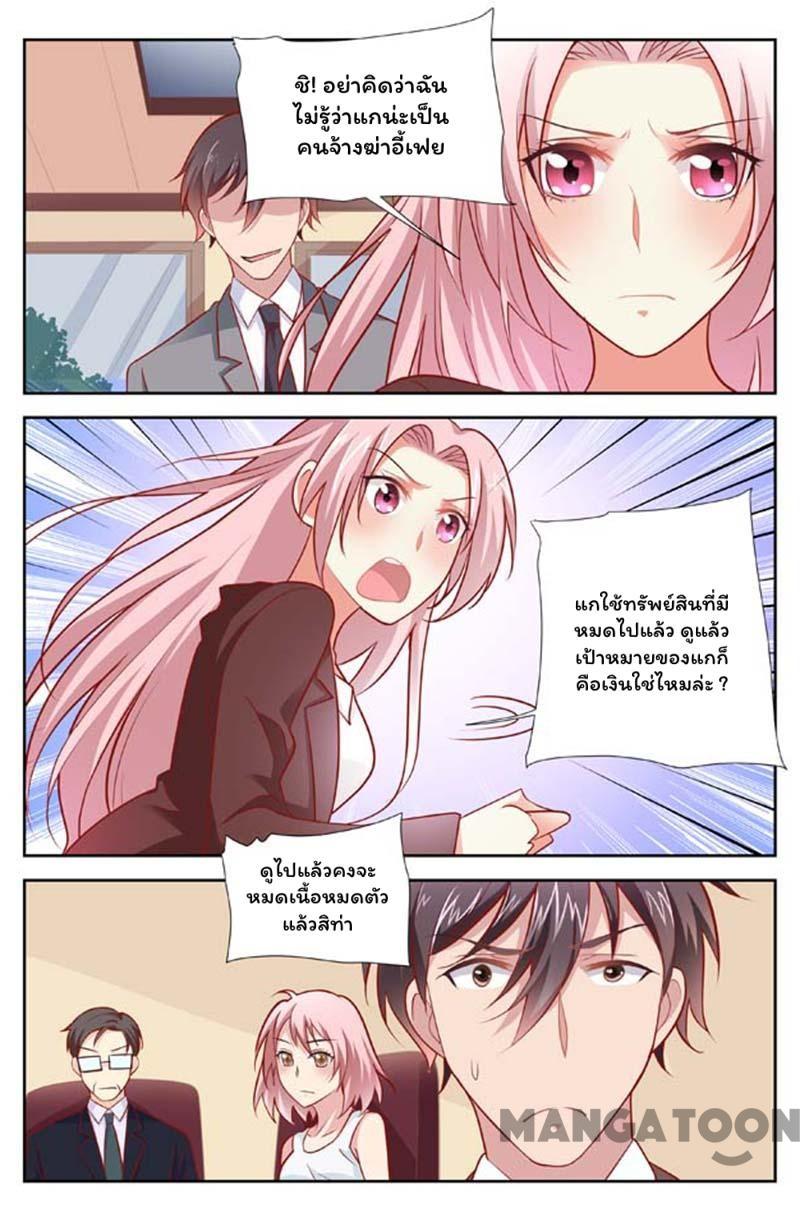 ชิ! อย่าคิดว่าฉัน
ไม่รู้ว่าแกน่ะเป็น
คนจ้างฆ่าอี้เฟย
แกใช้ทรัพย์สินที่มี
หมดไปแล้ว ดูแล้ว
เป้าหมายของแกก็
คือเงินใช่ไหมล่ะ ?
ดูไปแล้วคงจะ
หมดเนื้อหมดตัว
แล้วสิท่า
MANGATOON